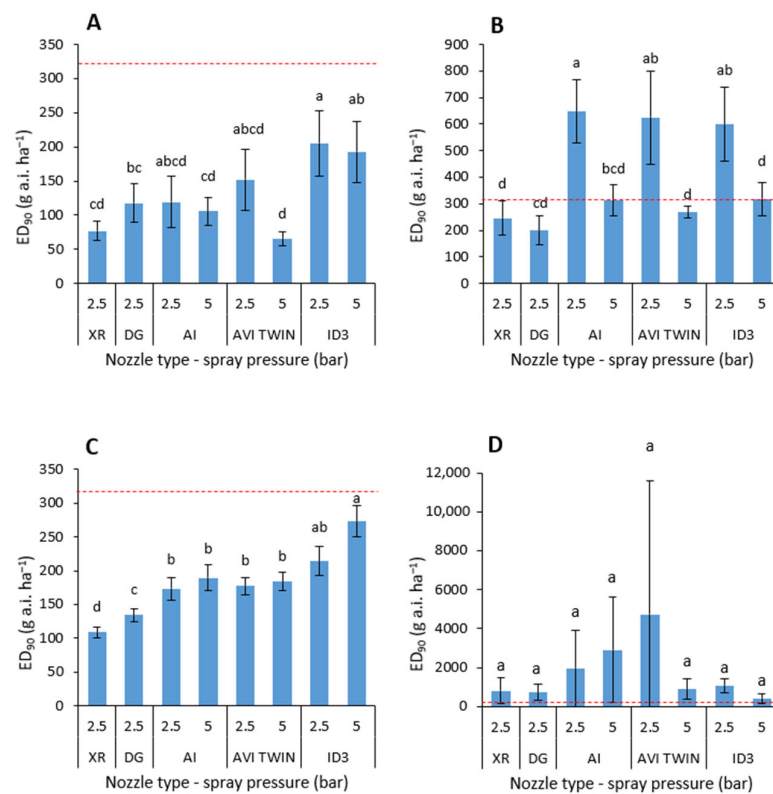 A
ED₉₀ (g a.i. ha⁻¹)
350
300
250
200
150
100
50
0
cd bc abcd cd abcd d a ab
2.5 2.5 2.5 5 2.5 5 2.5 5
XR DG AI AVI TWIN ID3
Nozzle type - spray pressure (bar)
B
ED₉₀ (g a.i. ha⁻¹)
900
800
700
600
500
400
300
200
100
0
d cd a bcd ab d ab d
2.5 2.5 2.5 5 2.5 5 2.5 5
XR DG AI AVI TWIN ID3
Nozzle type - spray pressure (bar)
C
ED₉₀ (g a.i. ha⁻¹)
350
300
250
200
150
100
50
0
d c b b b b ab a
2.5 2.5 2.5 5 2.5 5 2.5 5
XR DG AI AVI TWIN ID3
Nozzle type - spray pressure (bar)
D
ED₉₀ (g a.i. ha⁻¹)
12,000
10,000
8000
6000
4000
2000
0
a a a a a a a a
2.5 2.5 2.5 5 2.5 5 2.5 5
XR DG AI AVI TWIN ID3
Nozzle type - spray pressure (bar)